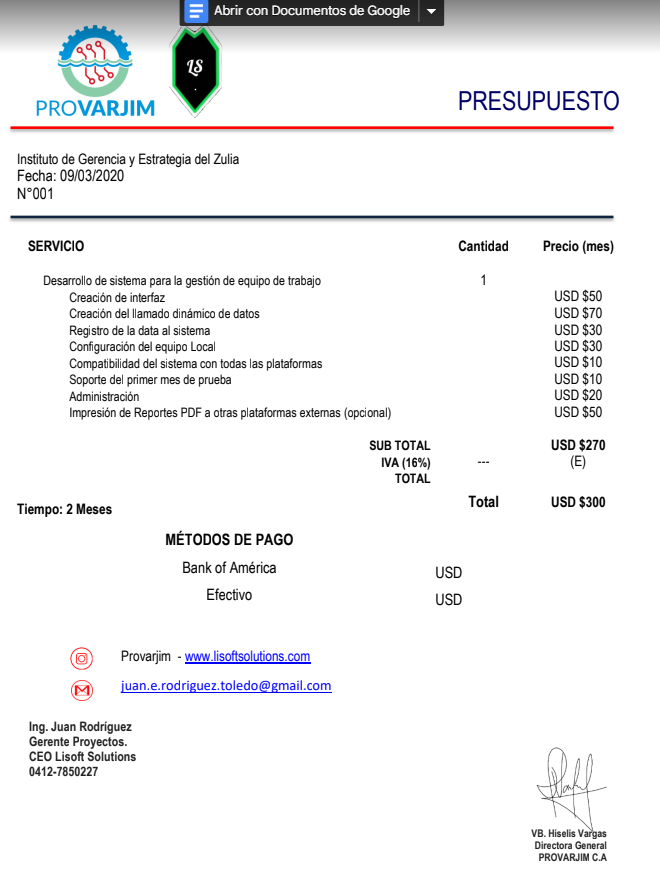 Abrir con Documentos de Google
LS
PROVARJIM
PRESUPUESTO
Instituto de Gerencia y Estrategia del Zulia
Fecha: 09/03/2020
N°001
SERVICIO Cantidad Precio (mes)
Desarrollo de sistema para la gestión de equipo de trabajo 1
Creación de interfaz USD $50
Creación del llamado dinámico de datos USD $70
Registro de la data al sistema USD $30
Configuración del equipo Local USD $30
Compatibilidad del sistema con todas las plataformas USD $10
Soporte del primer mes de prueba USD $10
Administración USD $20
Impresión de Reportes PDF a otras plataformas externas (opcional) USD $50
SUB TOTAL USD $270
IVA (16%) --- (E)
TOTAL
Total USD $300
Tiempo: 2 Meses
MÉTODOS DE PAGO
Bank of América USD
Efectivo USD
Provarjim - www.lisoftsolutions.com
juan.e.rodriguez.toledo@gmail.com
Ing. Juan Rodríguez
Gerente Proyectos.
CEO Lisoft Solutions
0412-7850227
VB. Hiselis Vargas
Directora General
PROVARJIM C.A